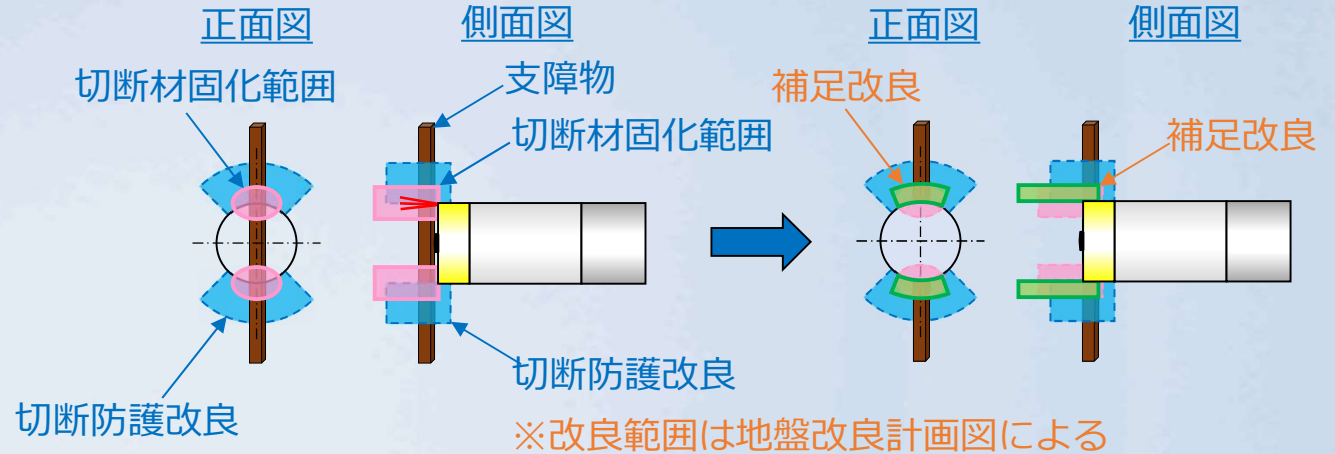 正面図
側面図
切断材固化範囲
支障物
切断材固化範囲
切断防護改良
切断防護改良
正面図
側面図
補足改良
補足改良
※改良範囲は地盤改良計画図による